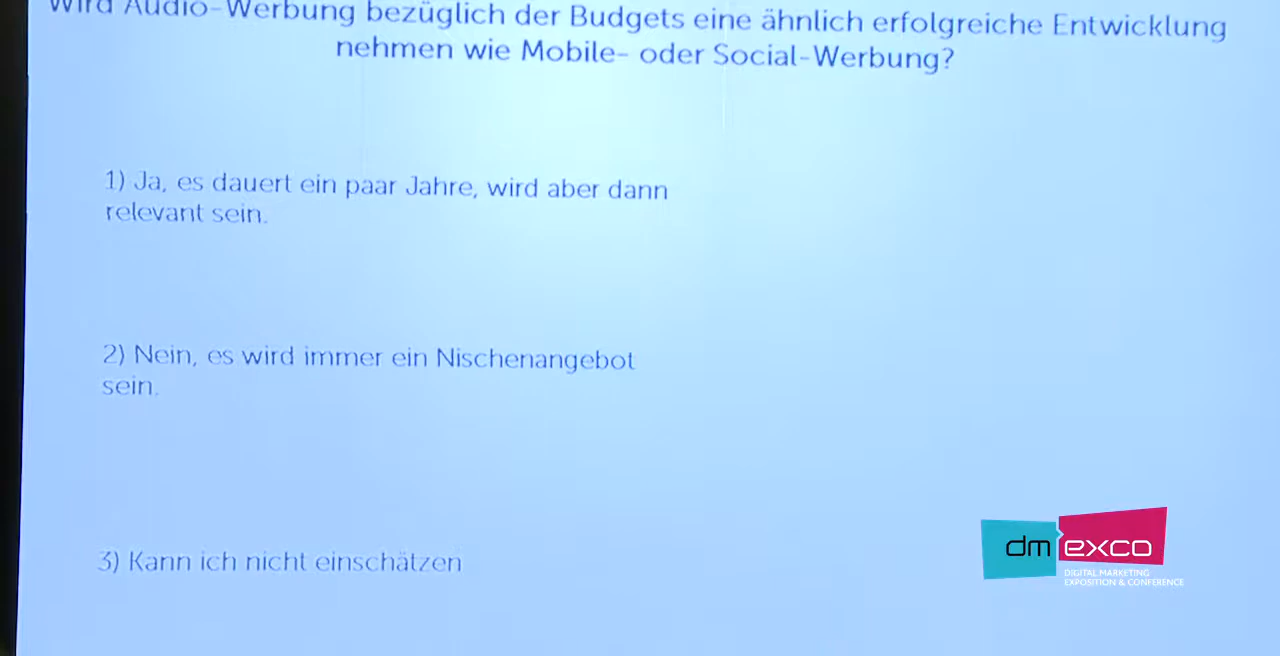 Wird Audio-Werbung bezüglich der Budgets eine ähnlich erfolgreiche Entwicklung
nehmen wie Mobile- oder Social-Werbung?
1) Ja, es dauert ein paar Jahre, wird aber dann
relevant sein.
2) Nein, es wird immer ein Nischenangebot
sein.
3) Kann ich nicht einschätzen
dmexco
DIGITAL MARKETING
EXPOSITION & CONFERENCE